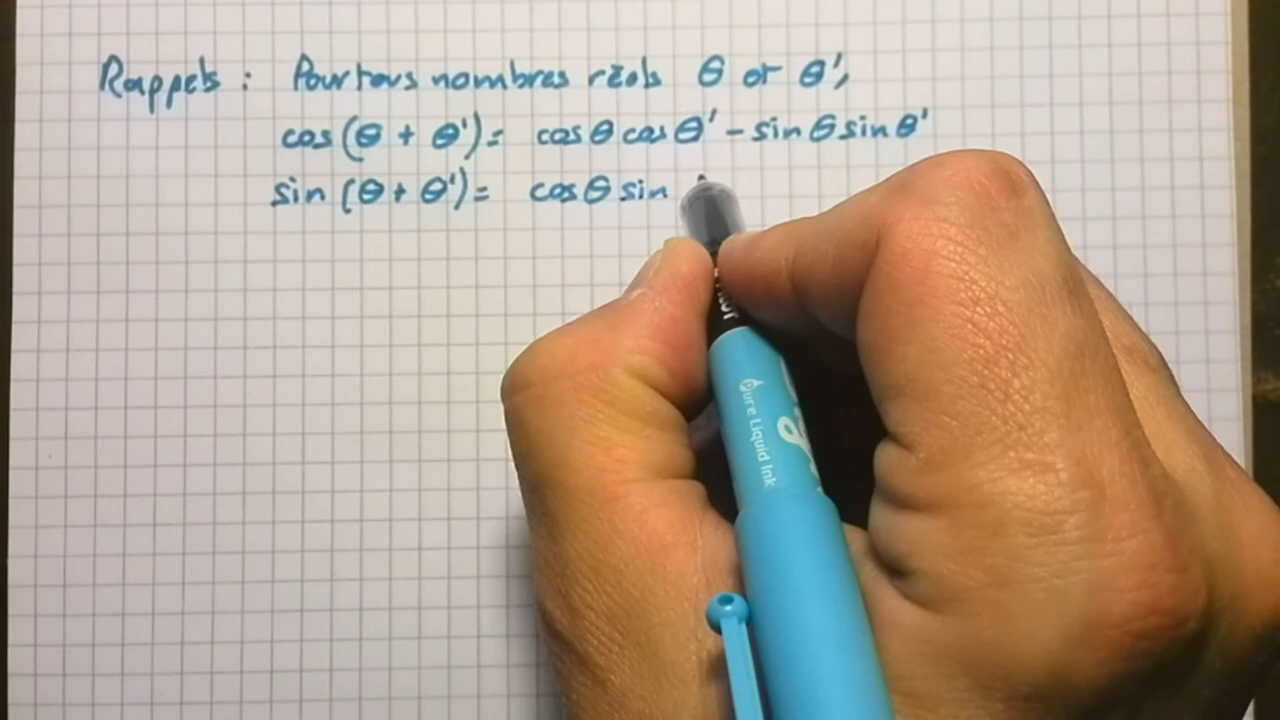 Rappels : Pour tous nombres réels θ et θ',
cos (θ + θ') = cos θ cos θ' - sin θ sin θ'
sin (θ + θ') = cos θ sin
Pure Liquid Ink